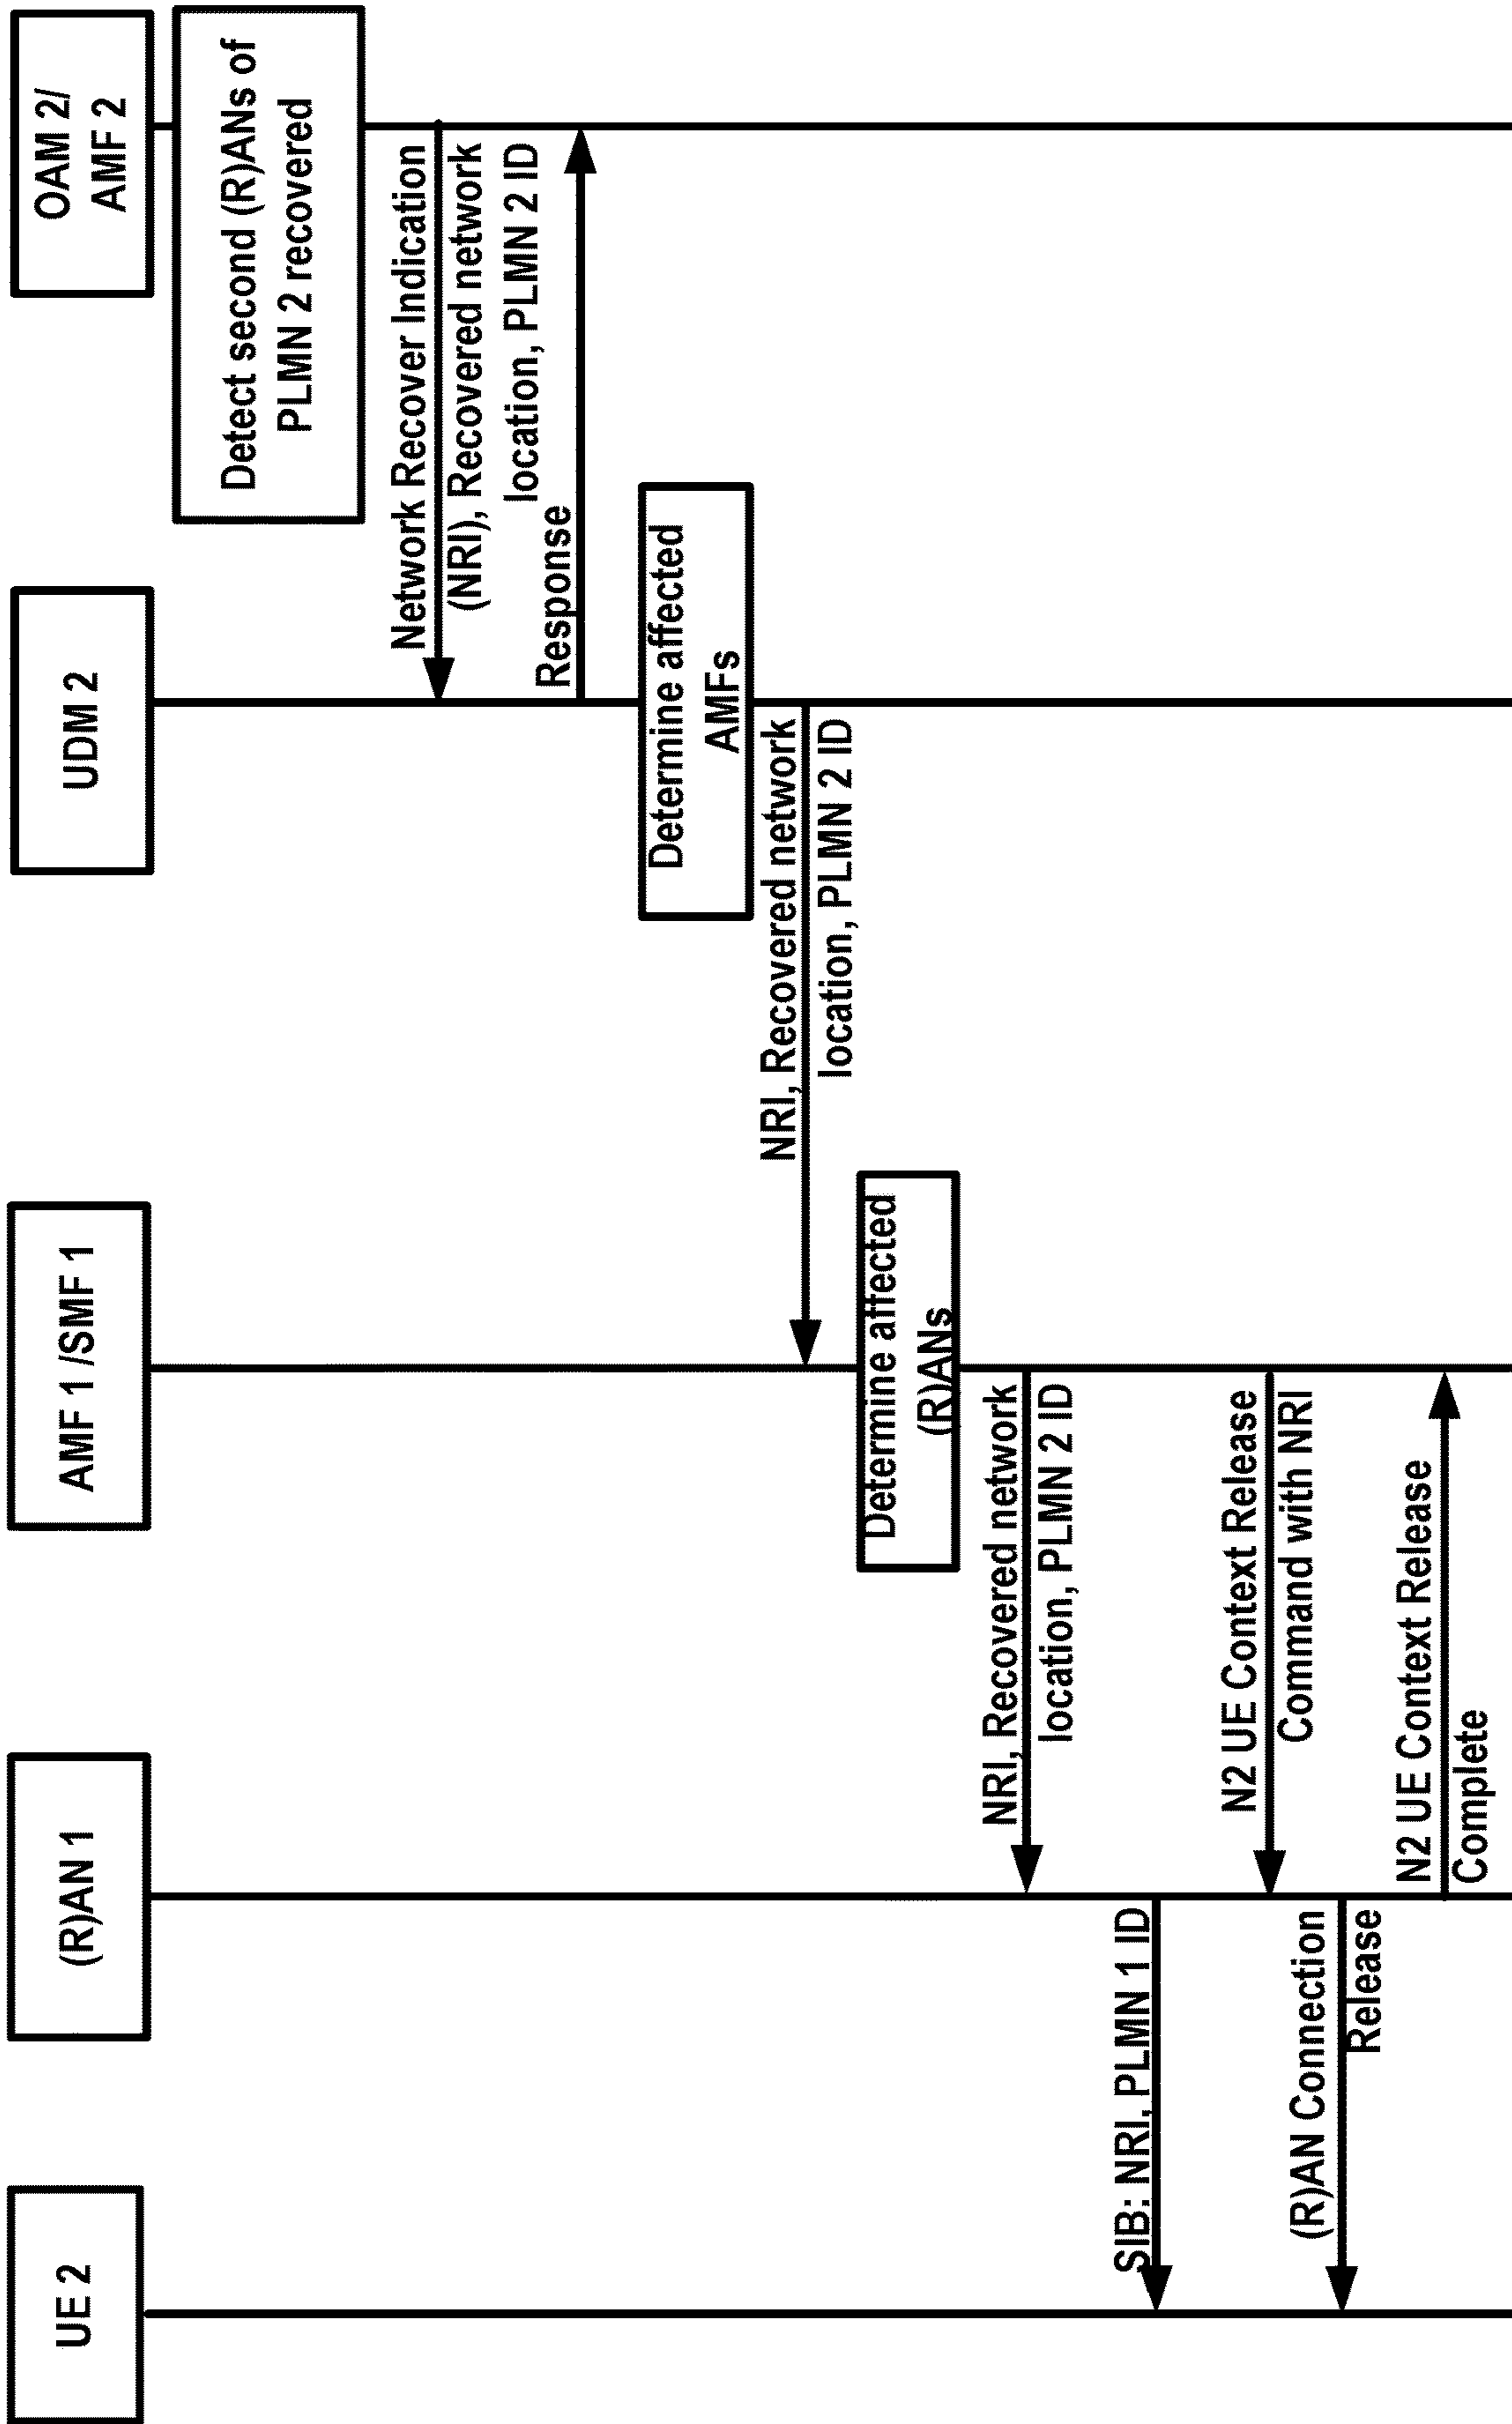 UE 2
(R)AN 1
AMF 1 /SMF 1
UDM 2
OAM 2/
AMF 2
Detect second (R)ANs of
PLMN 2 recovered
Network Recover Indication
(NRI), Recovered network
location, PLMN 2 ID
Response
Determine affected
AMFs
NRI, Recovered network
location, PLMN 2 ID
Determine affected
(R)ANs
NRI, Recovered network
location, PLMN 2 ID
SIB: NRI, PLMN 1 ID
N2 UE Context Release
Command with NRI
(R)AN Connection
Release
N2 UE Context Release
Complete